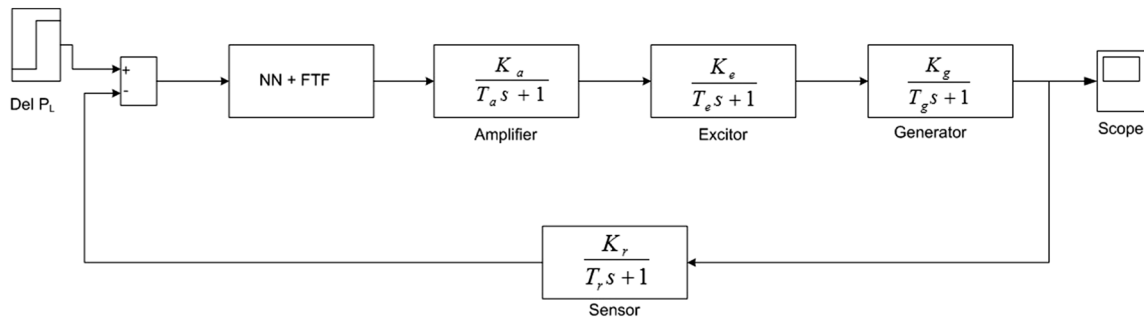 Del P_L
+
-
NN + FTF
K_a
T_a s + 1
Amplifier
K_e
T_e s + 1
Excitor
K_g
T_g s + 1
Generator
Scope
K_r
T_r s + 1
Sensor